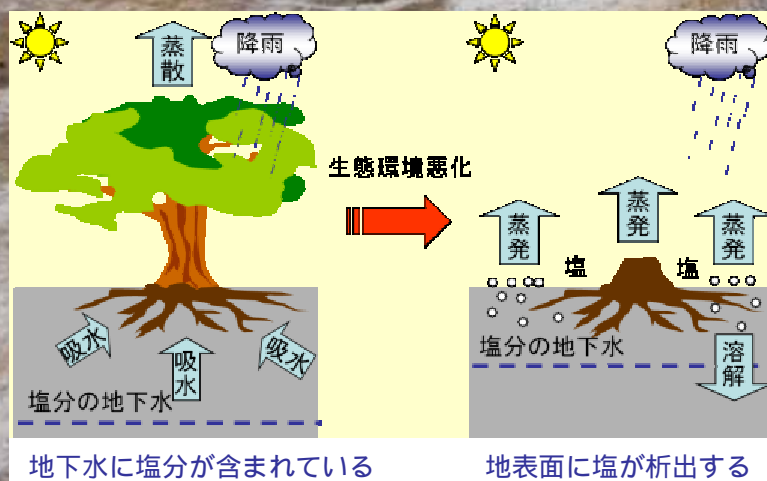 蒸散
降雨
吸水
吸水
吸水
塩分の地下水
地下水に塩分が含まれている
生態環境悪化
降雨
蒸発
蒸発
蒸発
塩
塩
塩分の地下水
溶解
地表面に塩が析出する